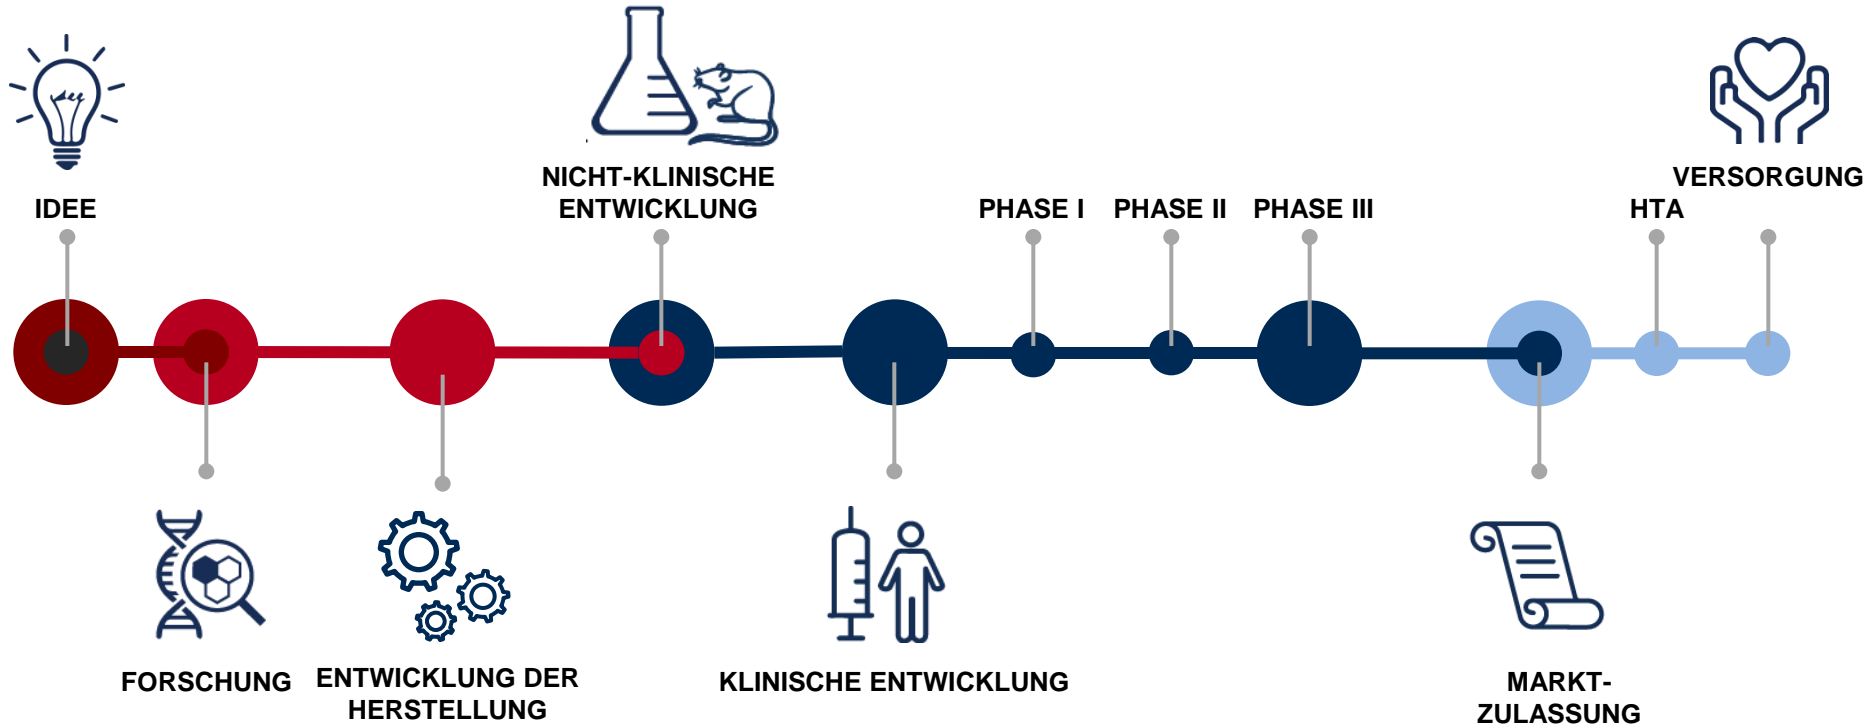 IDEE
NICHT-KLINISCHE
ENTWICKLUNG
PHASE I
PHASE II
PHASE III
HTA
VERSORGUNG
FORSCHUNG
ENTWICKLUNG DER
HERSTELLUNG
KLINISCHE ENTWICKLUNG
MARKT-
ZULASSUNG